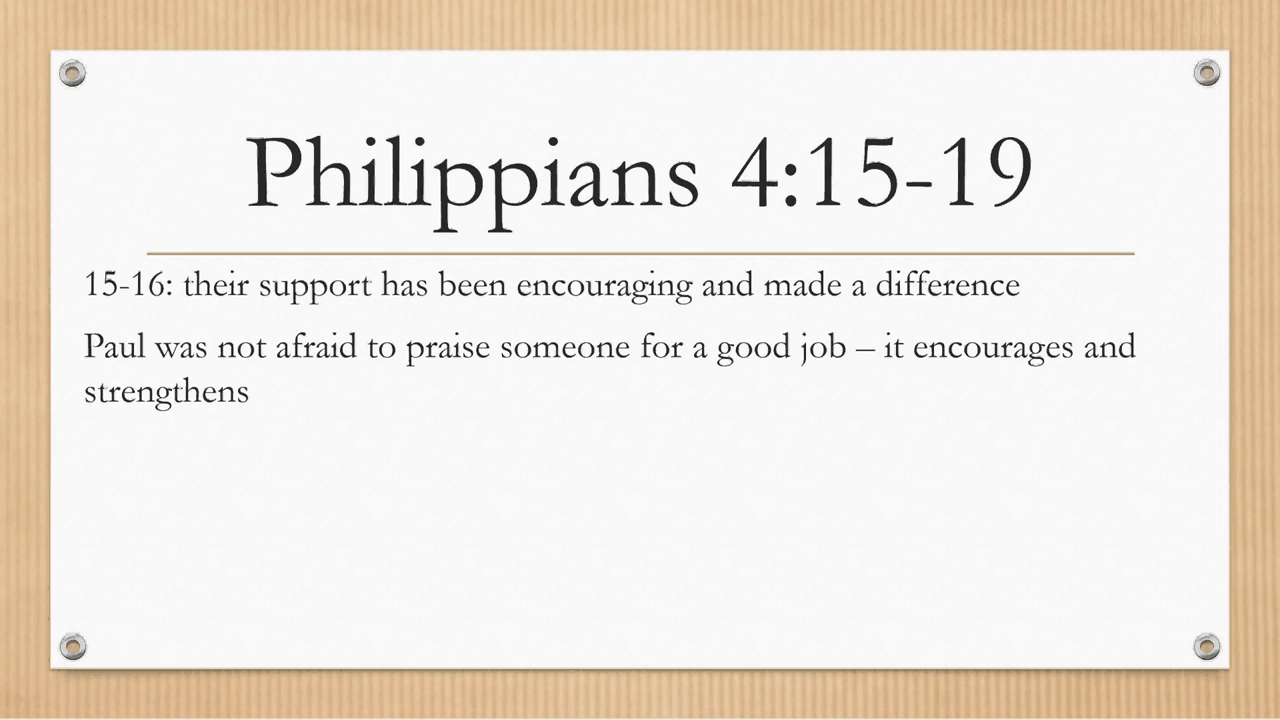 Philippians 4:15-19
15-16: their support has been encouraging and made a difference
Paul was not afraid to praise someone for a good job – it encourages and
strengthens